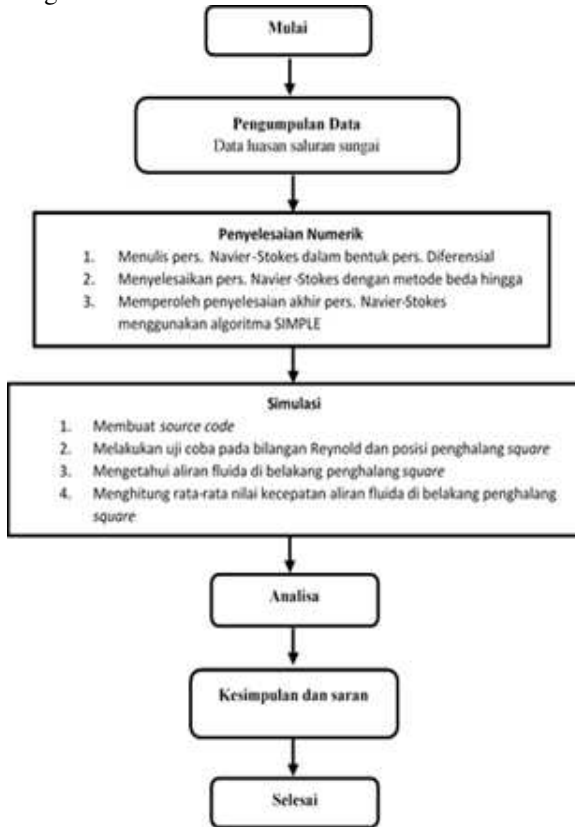 Mulai
Pengumpulan Data
Data luasan saluran sungai
Penyelesaian Numerik
1. Menulis pers. Navier-Stokes dalam bentuk pers. Diferensial
2. Menyelesaikan pers. Navier-Stokes dengan metode beda hingga
3. Memperoleh penyelesaian akhir pers. Navier-Stokes
menggunakan algoritma SIMPLE
Simulasi
1. Membuat source code
2. Melakukan uji coba pada bilangan Reynold dan posisi penghalang square
3. Mengetahui aliran fluida di belakang penghalang square
4. Menghitung rata-rata nilai kecepatan aliran fluida di belakang penghalang
square
Analisa
Kesimpulan dan saran
Selesai